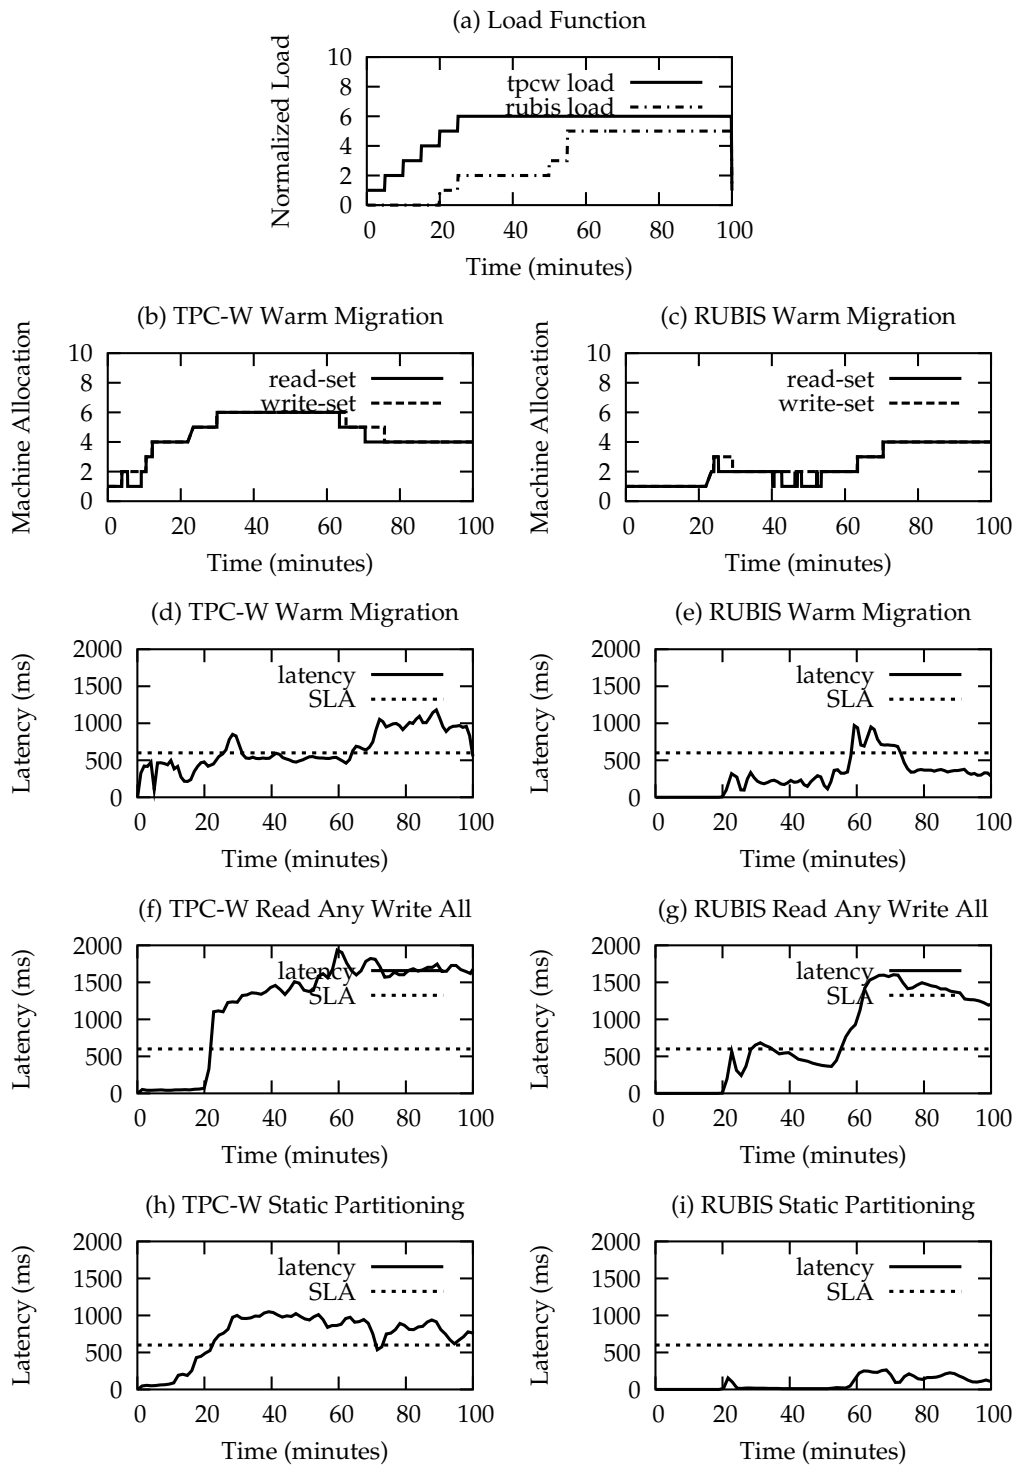 (a) Load Function
Normalized Load
10
8
6
4
2
0
tpcw load
rubis load
0 20 40 60 80 100
Time (minutes)
(b) TPC-W Warm Migration
Machine Allocation
10
8
6
4
2
0
read-set
write-set
0 20 40 60 80 100
Time (minutes)
(c) RUBIS Warm Migration
Machine Allocation
10
8
6
4
2
0
read-set
write-set
0 20 40 60 80 100
Time (minutes)
(d) TPC-W Warm Migration
Latency (ms)
2000
1500
1000
500
0
latency
SLA
0 20 40 60 80 100
Time (minutes)
(e) RUBIS Warm Migration
Latency (ms)
2000
1500
1000
500
0
latency
SLA
0 20 40 60 80 100
Time (minutes)
(f) TPC-W Read Any Write All
Latency (ms)
2000
1500
1000
500
0
latency
SLA
0 20 40 60 80 100
Time (minutes)
(g) RUBIS Read Any Write All
Latency (ms)
2000
1500
1000
500
0
latency
SLA
0 20 40 60 80 100
Time (minutes)
(h) TPC-W Static Partitioning
Latency (ms)
2000
1500
1000
500
0
latency
SLA
0 20 40 60 80 100
Time (minutes)
(i) RUBIS Static Partitioning
Latency (ms)
2000
1500
1000
500
0
latency
SLA
0 20 40 60 80 100
Time (minutes)